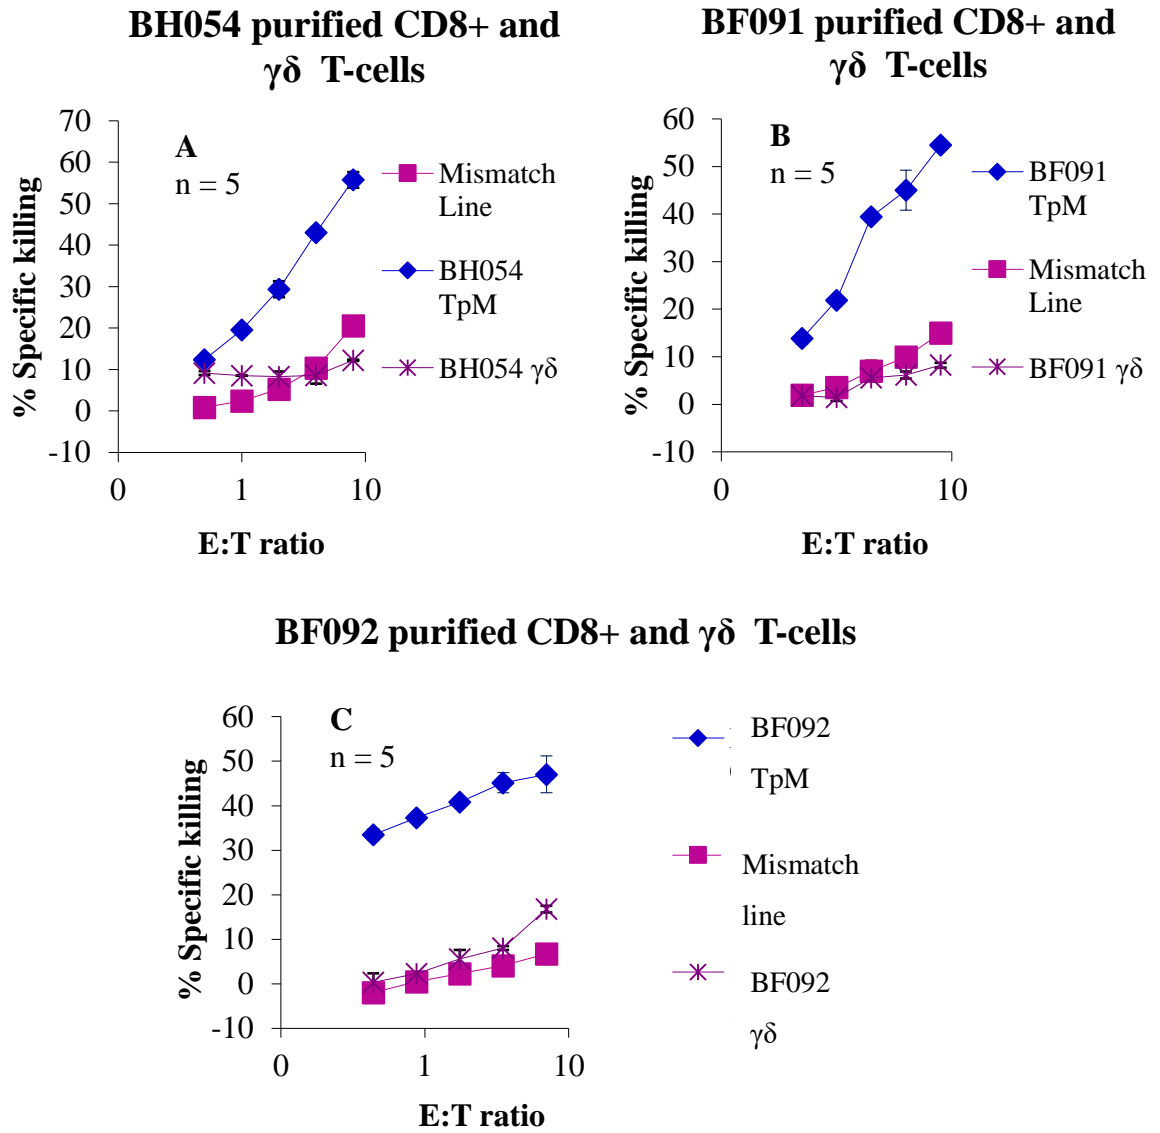 BH054 purified CD8+ and
γδ T-cells
70
60
50
40
30
20
10
0
-10
% Specific killing
A
n = 5
Mismatch
Line
BH054
TpM
BH054 γδ
0
1
10
E:T ratio
BF091 purified CD8+ and
γδ T-cells
60
50
40
30
20
10
0
-10
% Specific killing
B
n = 5
BF091
TpM
Mismatch
Line
BF091 γδ
0
10
E:T ratio
BF092 purified CD8+ and γδ T-cells
60
50
40
30
20
10
0
-10
% Specific killing
C
n = 5
BF092
TpM
Mismatch
line
BF092
γδ
0
1
10
E:T ratio